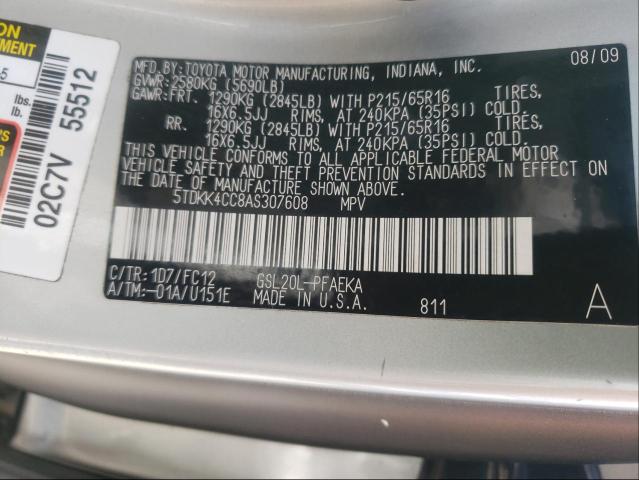 ION
MENT
5
lbs.
lb.
'S
R
02C7V 55512
MFD. BY: TOYOTA MOTOR MANUFACTURING, INDIANA, INC. 08/09
GVWR: 2580KG (5690LB)
GAWR: FRT. 1290KG (2845LB) WITH P215/65R16 TIRES,
16X6.5JJ RIMS, AT 240KPA (35PSI) COLD.
RR. 1290KG (2845LB) WITH P215/65R16 TIRES,
16X6.5JJ RIMS, AT 240KPA (35PSI) COLD.
THIS VEHICLE CONFORMS TO ALL APPLICABLE FEDERAL MOTOR
VEHICLE SAFETY AND THEFT PREVENTION STANDARDS IN EFFECT ON
THE DATE OF MANUFACTURE SHOWN ABOVE.
5TDKK4CC8AS307608 MPV
C/TR: 1D7/FC12 GSL20L-PFAEKA
A/TM: -01A/U151E MADE IN U.S.A. 811 A